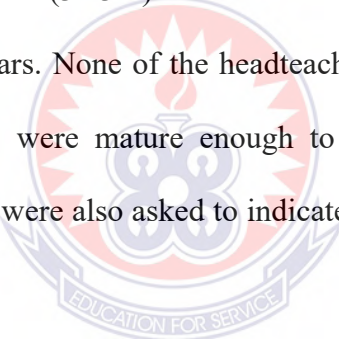 ars. None of the headteach
were mature enough to
were also asked to indicate
EDUCATION FOR SERVICE